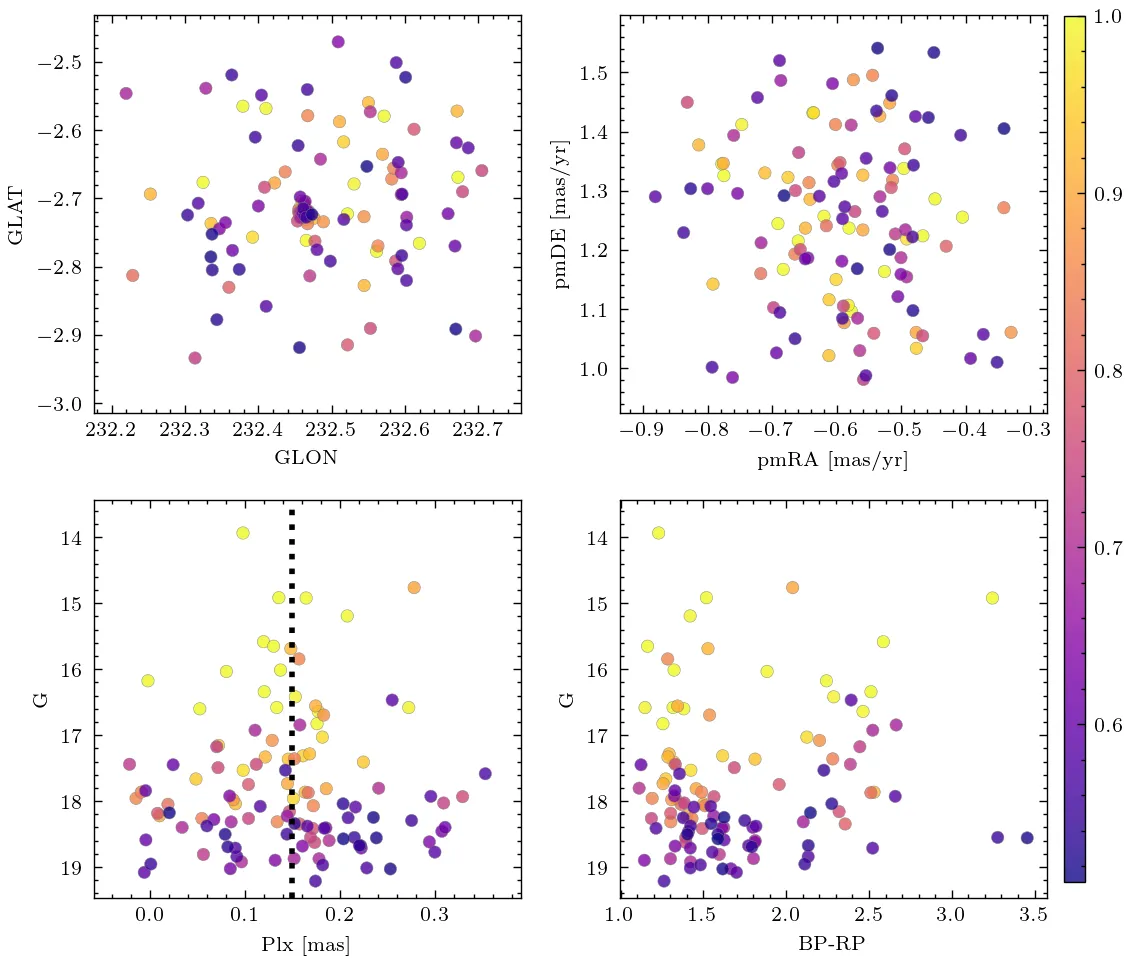 −2.5
−2.6
−2.7
−2.8
−2.9
−3.0
GLAT
232.2 232.3 232.4 232.5 232.6 232.7
GLON
1.5
1.4
1.3
1.2
1.1
1.0
pmDE [mas/yr]
−0.9 −0.8 −0.7 −0.6 −0.5 −0.4 −0.3
pmRA [mas/yr]
1.0
0.9
0.8
0.7
0.6
14
15
16
17
18
19
G
0.0 0.1 0.2 0.3
Plx [mas]
14
15
16
17
18
19
G
1.0 1.5 2.0 2.5 3.0 3.5
BP-RP